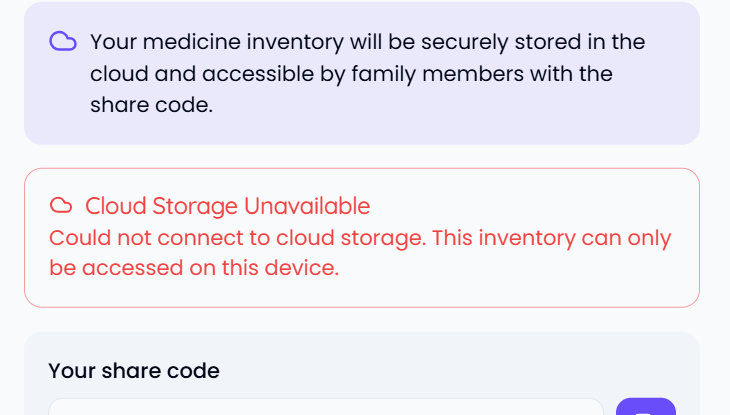 Your medicine inventory will be securely stored in the
cloud and accessible by family members with the
share code.
Cloud Storage Unavailable
Could not connect to cloud storage. This inventory can only
be accessed on this device.
Your share code